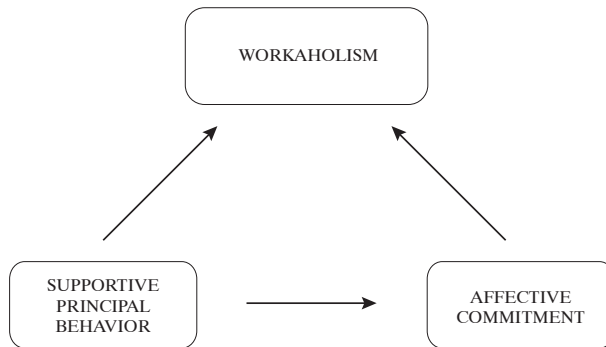 WORKAHOLISM
SUPPORTIVE
PRINCIPAL
BEHAVIOR
AFFECTIVE
COMMITMENT